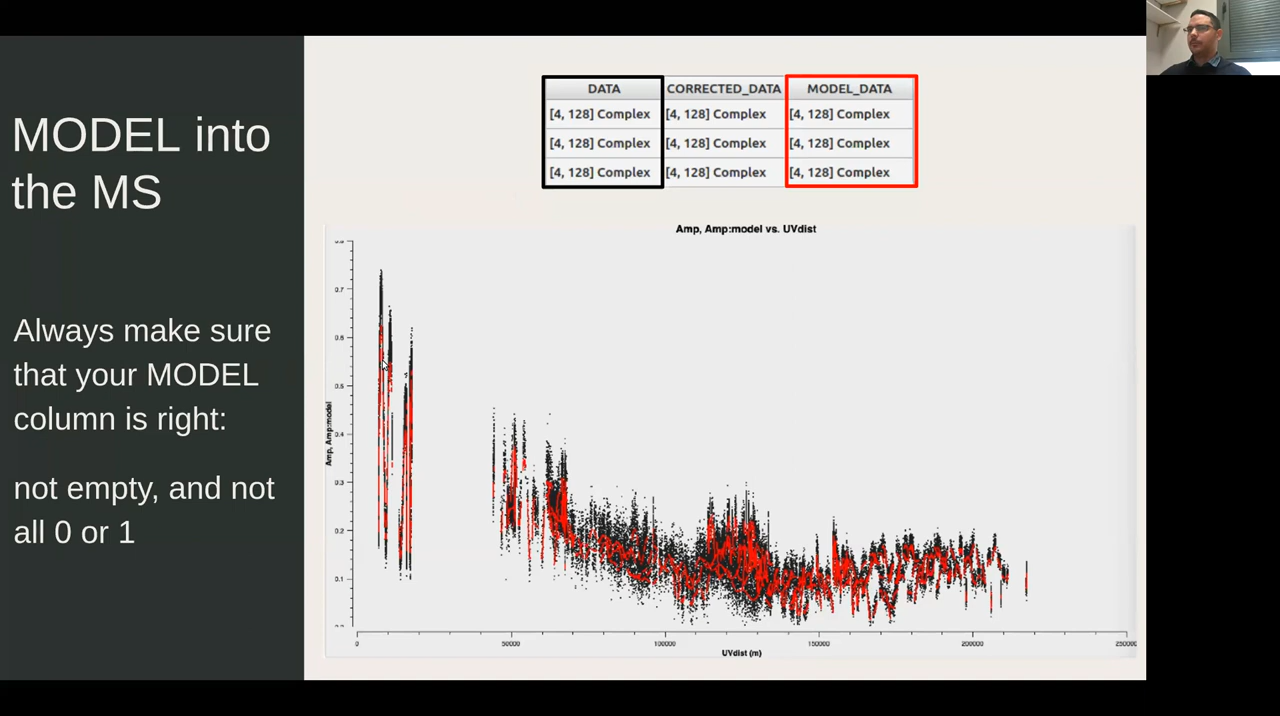 MODEL into
the MS
Always make sure
that your MODEL
column is right:
not empty, and not
all 0 or 1
DATA CORRECTED_DATA MODEL_DATA
[4, 128] Complex [4, 128] Complex [4, 128] Complex
[4, 128] Complex [4, 128] Complex [4, 128] Complex
[4, 128] Complex [4, 128] Complex [4, 128] Complex
Amp, Amp:model vs. UVdist
Amp, Amp:model
0.7
0.6
0.5
0.4
0.3
0.2
0.1
0 50000 100000 150000 200000 250000
UVdist (m)